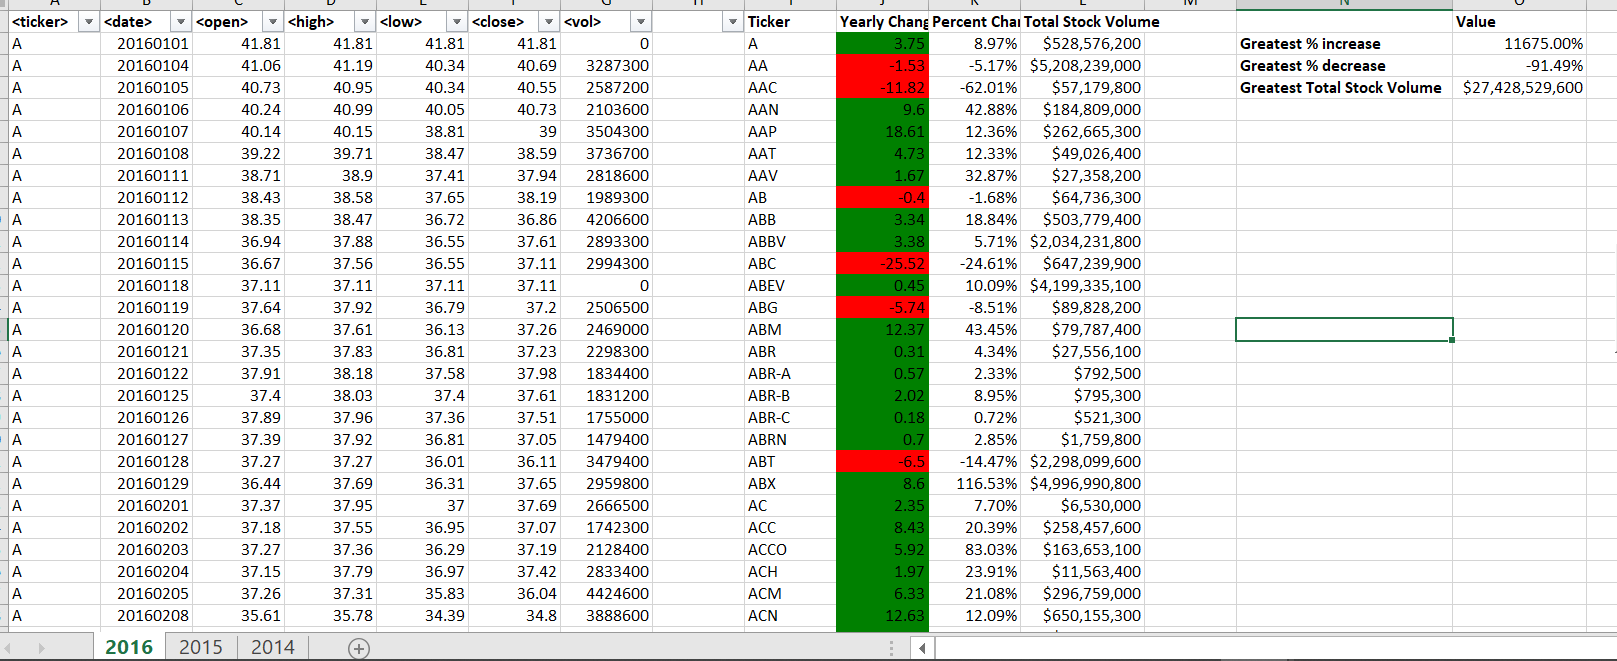 <ticker> <date> <open> <high> <low> <close> <vol> Ticker Yearly Chang Percent Chai Total Stock Volume Value
A 20160101 41.81 41.81 41.81 41.81 0 A 3.75 8.97% $528,576,200 Greatest % increase 11675.00%
A 20160104 41.06 41.19 40.34 40.69 3287300 AA -1.53 -5.17% $5,208,239,000 Greatest % decrease -91.49%
A 20160105 40.73 40.95 40.34 40.55 2587200 AAC -11.82 -62.01% $57,179,800 Greatest Total Stock Volume $27,428,529,600
A 20160106 40.24 40.99 40.05 40.73 2103600 AAN 9.6 42.88% $184,809,000
A 20160107 40.14 40.15 38.81 39 3504300 AAP 18.61 12.36% $262,665,300
A 20160108 39.22 39.71 38.47 38.59 3736700 AAT 4.73 12.33% $49,026,400
A 20160111 38.71 38.9 37.41 37.94 2818600 AAV 1.67 32.87% $27,358,200
A 20160112 38.43 38.58 37.65 38.19 1989300 AB -0.4 -1.68% $64,736,300
A 20160113 38.35 38.47 36.72 36.86 4206600 ABB 3.34 18.84% $503,779,400
A 20160114 36.94 37.88 36.55 37.61 2893300 ABBV 3.38 5.71% $2,034,231,800
A 20160115 36.67 37.56 36.55 37.11 2994300 ABC -25.52 -24.61% $647,239,900
A 20160118 37.11 37.11 37.11 37.11 0 ABEV 0.45 10.09% $4,199,335,100
A 20160119 37.64 37.92 36.79 37.2 2506500 ABG -5.74 -8.51% $89,828,200
A 20160120 36.68 37.61 36.13 37.26 2469000 ABM 12.37 43.45% $79,787,400
A 20160121 37.35 37.83 36.81 37.23 2298300 ABR 0.31 4.34% $27,556,100
A 20160122 37.91 38.18 37.58 37.98 1834400 ABR-A 0.57 2.33% $792,500
A 20160125 37.4 38.03 37.4 37.61 1831200 ABR-B 2.02 8.95% $795,300
A 20160126 37.89 37.96 37.36 37.51 1755000 ABR-C 0.18 0.72% $521,300
A 20160127 37.39 37.92 36.81 37.05 1479400 ABRN 0.7 2.85% $1,759,800
A 20160128 37.27 37.27 36.01 36.11 3479400 ABT -6.5 -14.47% $2,298,099,600
A 20160129 36.44 37.69 36.31 37.65 2959800 ABX 8.6 116.53% $4,996,990,800
A 20160201 37.37 37.95 37 37.69 2666500 AC 2.35 7.70% $6,530,000
A 20160202 37.18 37.55 36.95 37.07 1742300 ACC 8.43 20.39% $258,457,600
A 20160203 37.27 37.36 36.29 37.19 2128400 ACCO 5.92 83.03% $163,653,100
A 20160204 37.15 37.79 36.97 37.42 2833400 ACH 1.97 23.91% $11,563,400
A 20160205 37.26 37.31 35.83 36.04 4424600 ACM 6.33 21.08% $296,759,000
A 20160208 35.61 35.78 34.39 34.8 3888600 ACN 12.63 12.09% $650,155,300
2016 2015 2014